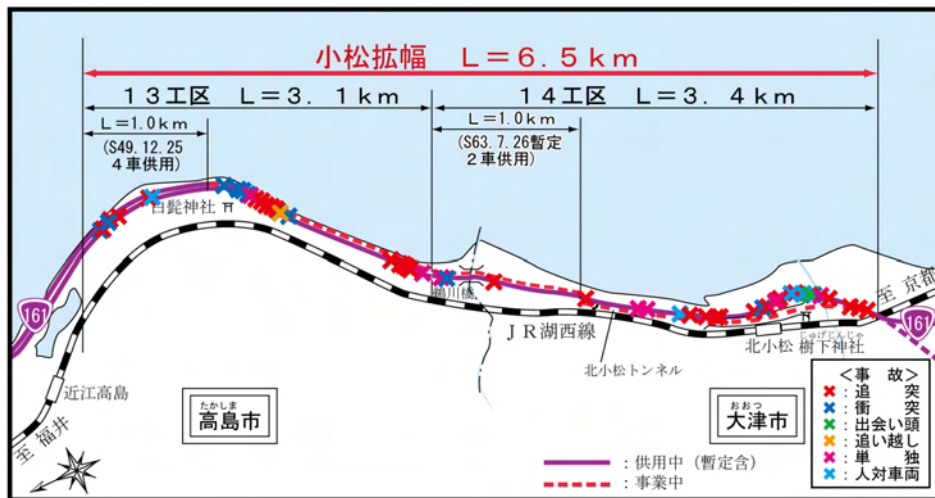 小松拡幅 L=6.5km
13工区 L=3.1km
14工区 L=3.4km
L=1.0km
(S49.12.25
4車供用)
L=1.0km
(S63.7.26暫定
2車供用)
白髭神社
鵜川橋
161
JR湖西線
北小松トンネル
北小松
じゅげじんじゃ
樹下神社
至 京都
161
近江高島
至 福井
たかしま
高島市
おおつ
大津市
:供用中(暫定含)
:事業中
<事 故>
:追 突
:衝 突
:出会い頭
:追い越し
:単 独
:人対車両